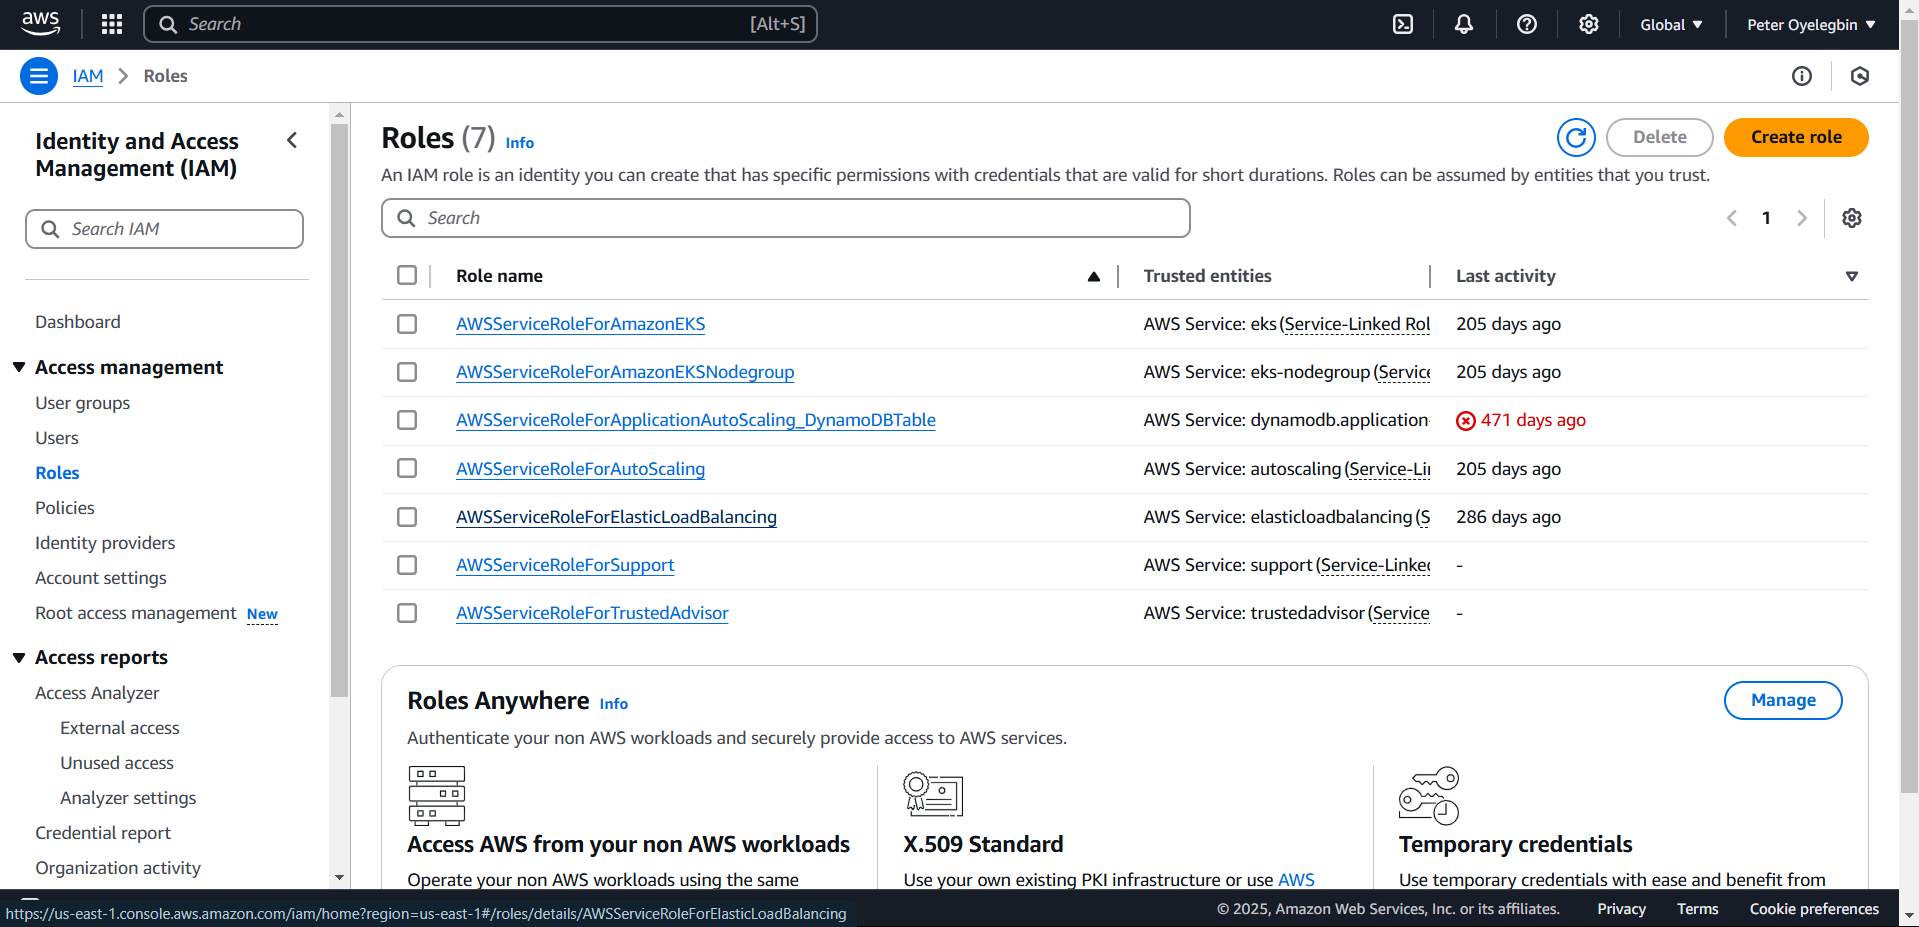 aws
Search [Alt+S]
Global ▼
Peter Oyelegbin ▼
IAM > Roles
Identity and Access
Management (IAM)
Search IAM
Dashboard
Access management
User groups
Users
Roles
Policies
Identity providers
Account settings
Root access management New
Access reports
Access Analyzer
External access
Unused access
Analyzer settings
Credential report
Organization activity
Roles (7) Info
Delete
Create role
An IAM role is an identity you can create that has specific permissions with credentials that are valid for short durations. Roles can be assumed by entities that you trust.
Search
1
Role name Trusted entities Last activity
AWSServiceRoleForAmazonEKS AWS Service: eks (Service-Linked Rol 205 days ago
AWSServiceRoleForAmazonEKSNodegroup AWS Service: eks-nodegroup (Service 205 days ago
AWSServiceRoleForApplicationAutoScaling_DynamoDBTable AWS Service: dynamodb.application- 471 days ago
AWSServiceRoleForAutoScaling AWS Service: autoscaling (Service-Li 205 days ago
AWSServiceRoleForElasticLoadBalancing AWS Service: elasticloadbalancing (S 286 days ago
AWSServiceRoleForSupport AWS Service: support (Service-Linked -
AWSServiceRoleForTrustedAdvisor AWS Service: trustedadvisor (Service -
Roles Anywhere Info
Manage
Authenticate your non AWS workloads and securely provide access to AWS services.
Access AWS from your non AWS workloads
Operate your non AWS workloads using the same
X.509 Standard
Use your own existing PKI infrastructure or use AWS
Temporary credentials
Use temporary credentials with ease and benefit from
https://us-east-1.console.aws.amazon.com/iam/home?region=us-east-1#/roles/details/AWSServiceRoleForElasticLoadBalancing
© 2025, Amazon Web Services, Inc. or its affiliates. Privacy Terms Cookie preferences